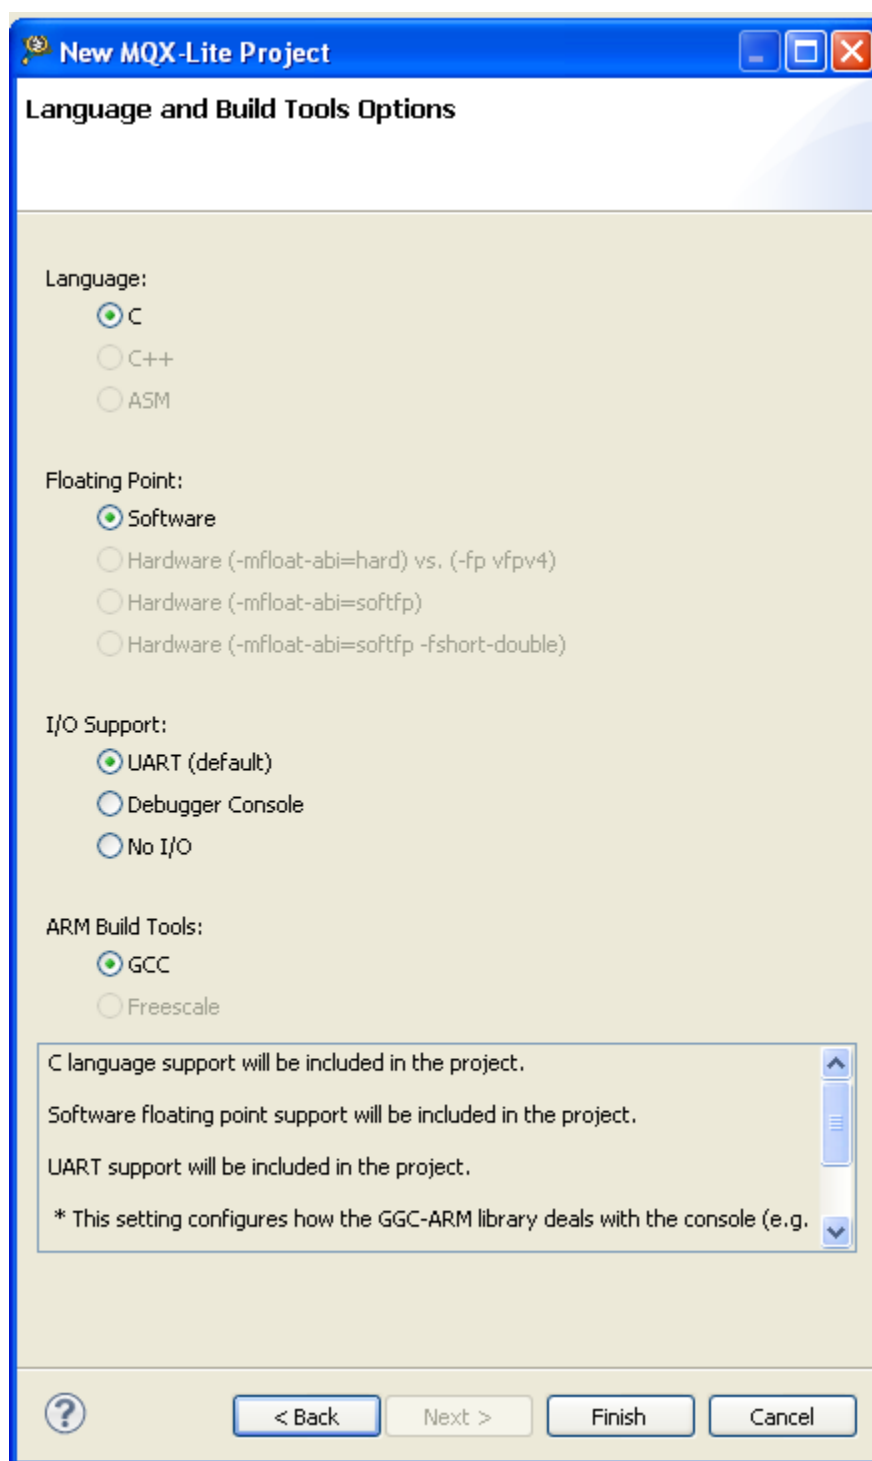 New MQX-Lite Project
Language and Build Tools Options
Language:
C
C++
ASM
Floating Point:
Software
Hardware (-mfloat-abi=hard) vs. (-fp vfpv4)
Hardware (-mfloat-abi=softfp)
Hardware (-mfloat-abi=softfp -fshort-double)
I/O Support:
UART (default)
Debugger Console
No I/O
ARM Build Tools:
GCC
Freescale
C language support will be included in the project.
Software floating point support will be included in the project.
UART support will be included in the project.
* This setting configures how the GGC-ARM library deals with the console (e.g.
? < Back Next > Finish Cancel